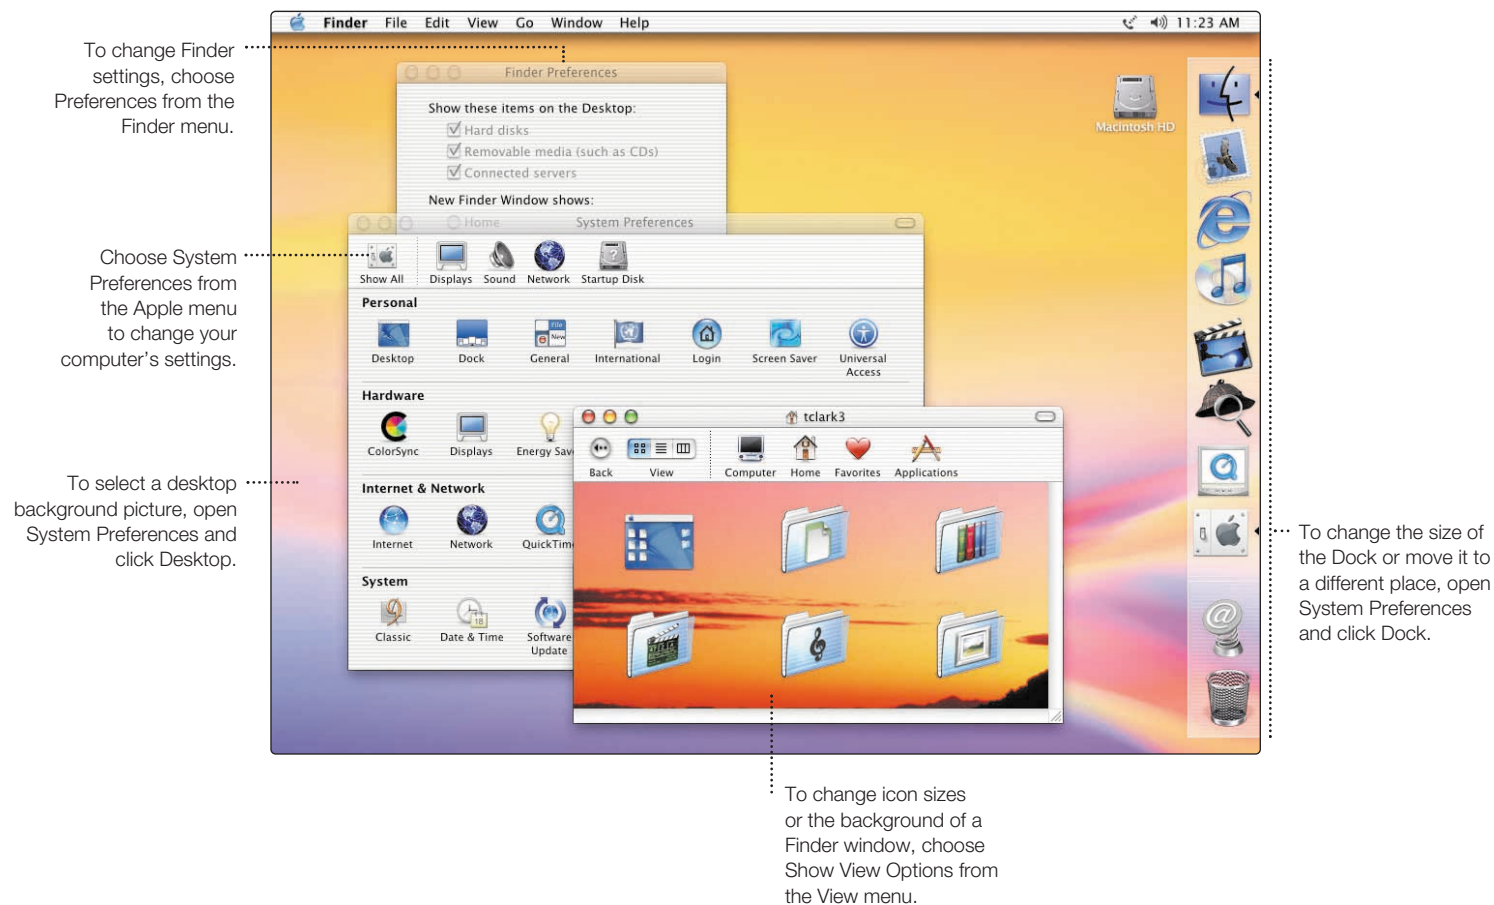 Finder File Edit View Go Window Help
11:23 AM
To change Finder
settings, choose
Preferences from the
Finder menu.
Finder Preferences
Show these items on the Desktop:
Hard disks
Removable media (such as CDs)
Connected servers
New Finder Window shows:
Home
Macintosh HD
System Preferences
Choose System
Preferences from
the Apple menu
to change your
computer's settings.
Show All Displays Sound Network Startup Disk
Personal
File
New
Desktop Dock General International Login Screen Saver Universal
Access
Hardware
ColorSync Displays Energy Sav
Internet & Network
Internet Network QuickTim
System
18
Classic Date & Time Software
Update
tclark3
Back View Computer Home Favorites Applications
To select a desktop
background picture, open
System Preferences and
click Desktop.
To change the size of
the Dock or move it to
a different place, open
System Preferences
and click Dock.
To change icon sizes
or the background of a
Finder window, choose
Show View Options from
the View menu.